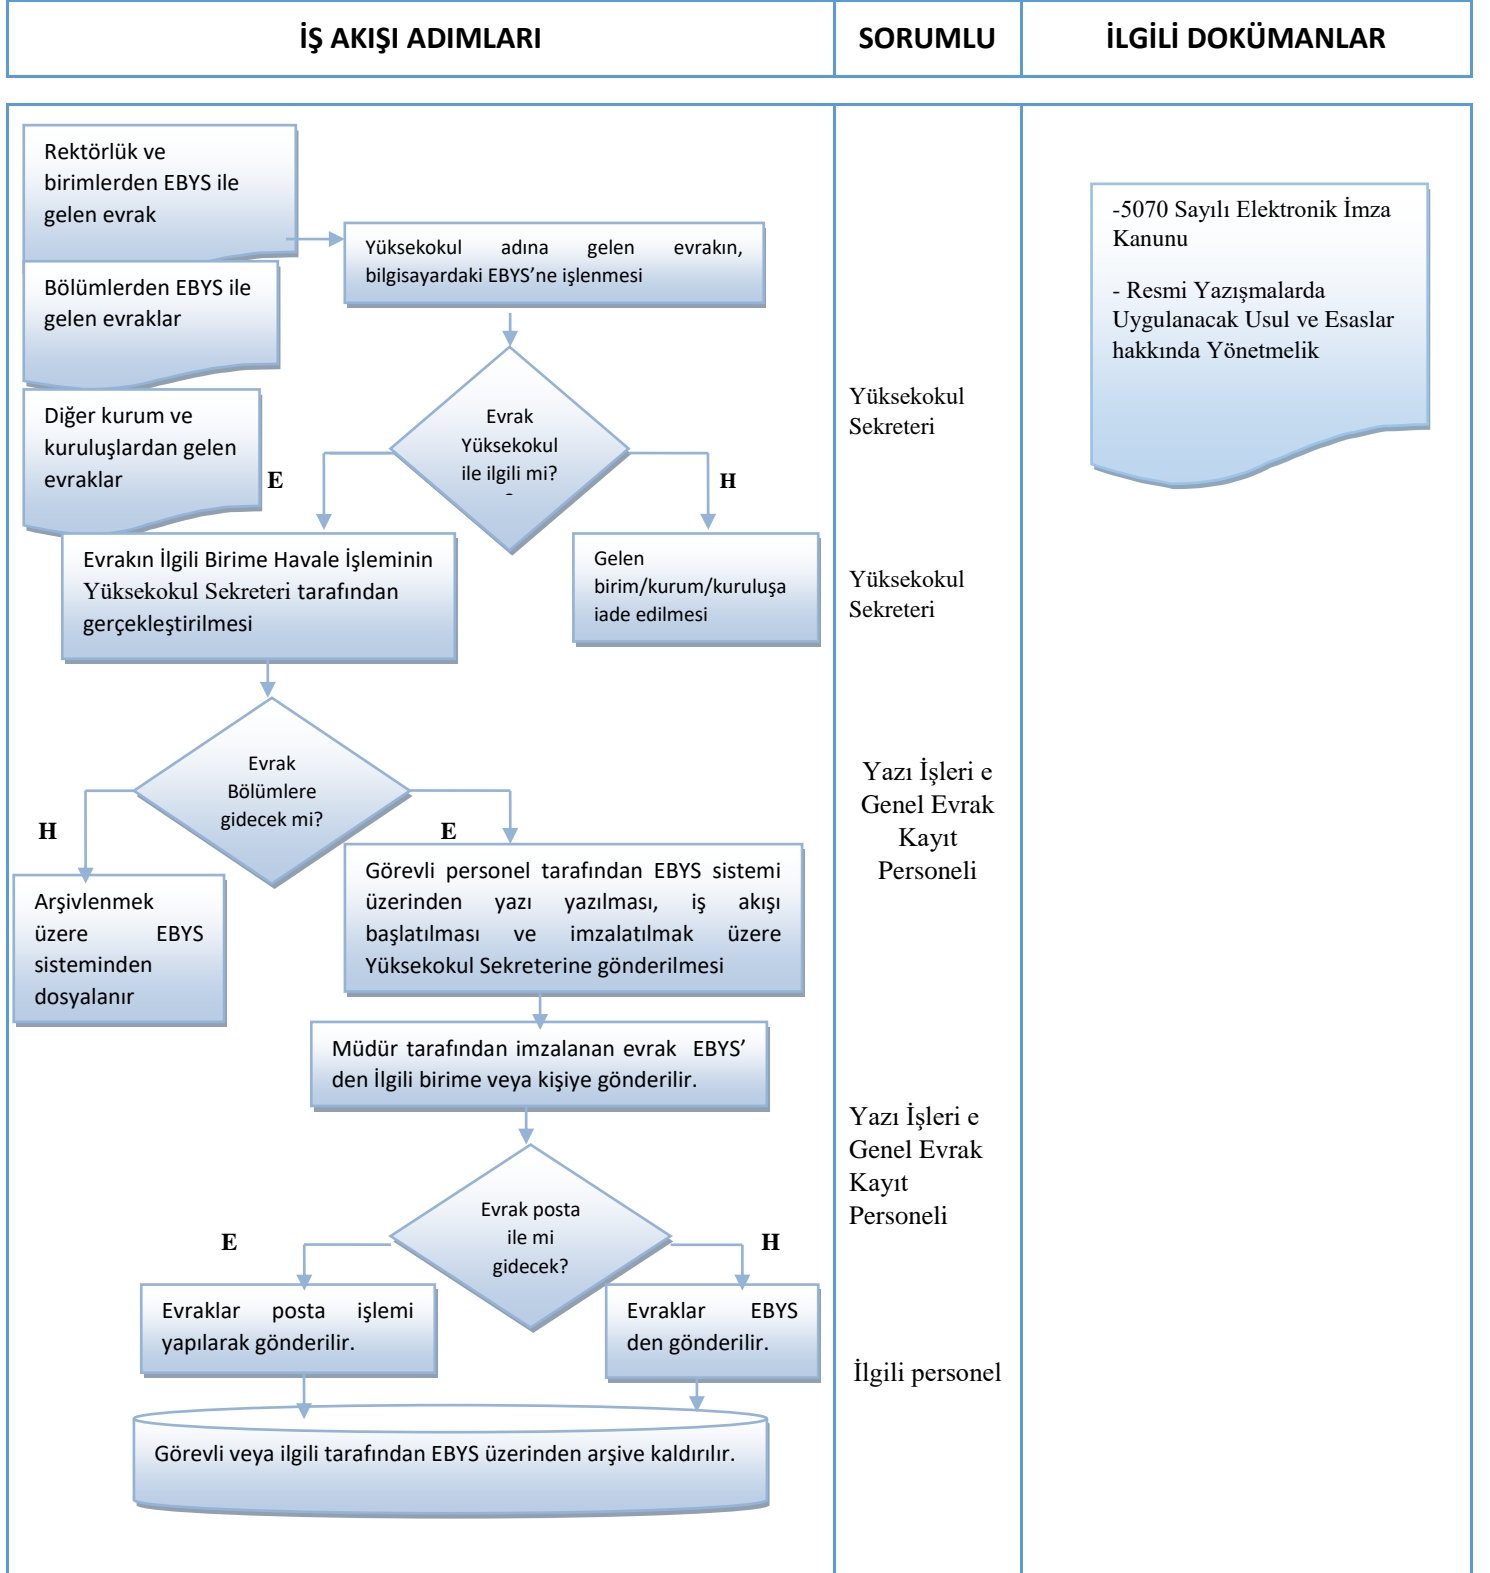 İŞ AKIŞI ADIMLARI
SORUMLU
İLGİLİ DOKÜMANLAR
Rektörlük ve
birimlerden EBYS ile
gelen evrak
Bölümlerden EBYS ile
gelen evraklar
Diğer kurum ve
kuruluşlardan gelen
evraklar
Yüksekokul adına gelen evrakın,
bilgisayardaki EBYS’ne işlenmesi
Evrak
Yüksekokul
ile ilgili mi?
E
H
Evrakın İlgili Birime Havale İşleminin
Yüksekokul Sekreteri tarafından
gerçekleştirilmesi
Gelen
birim/kurum/kuruluşa
iade edilmesi
Evrak
Bölümlere
gidecek mi?
H
E
Arşivlenmek
üzere EBYS
sisteminden
dosyalanır
Görevli personel tarafından EBYS sistemi
üzerinden yazı yazılması, iş akışı
başlatılması ve imzalatılmak üzere
Yüksekokul Sekreterine gönderilmesi
Müdür tarafından imzalanan evrak EBYS’
den İlgili birime veya kişiye gönderilir.
Evrak posta
ile mi
gidecek?
E
H
Evraklar posta işlemi
yapılarak gönderilir.
Evraklar EBYS
den gönderilir.
Görevli veya ilgili tarafından EBYS üzerinden arşive kaldırılır.
Yüksekokul
Sekreteri
Yüksekokul
Sekreteri
Yazı İşleri e
Genel Evrak
Kayıt
Personeli
Yazı İşleri e
Genel Evrak
Kayıt
Personeli
İlgili personel
-5070 Sayılı Elektronik İmza
Kanunu
- Resmi Yazışmalarda
Uygulanacak Usul ve Esaslar
hakkında Yönetmelik